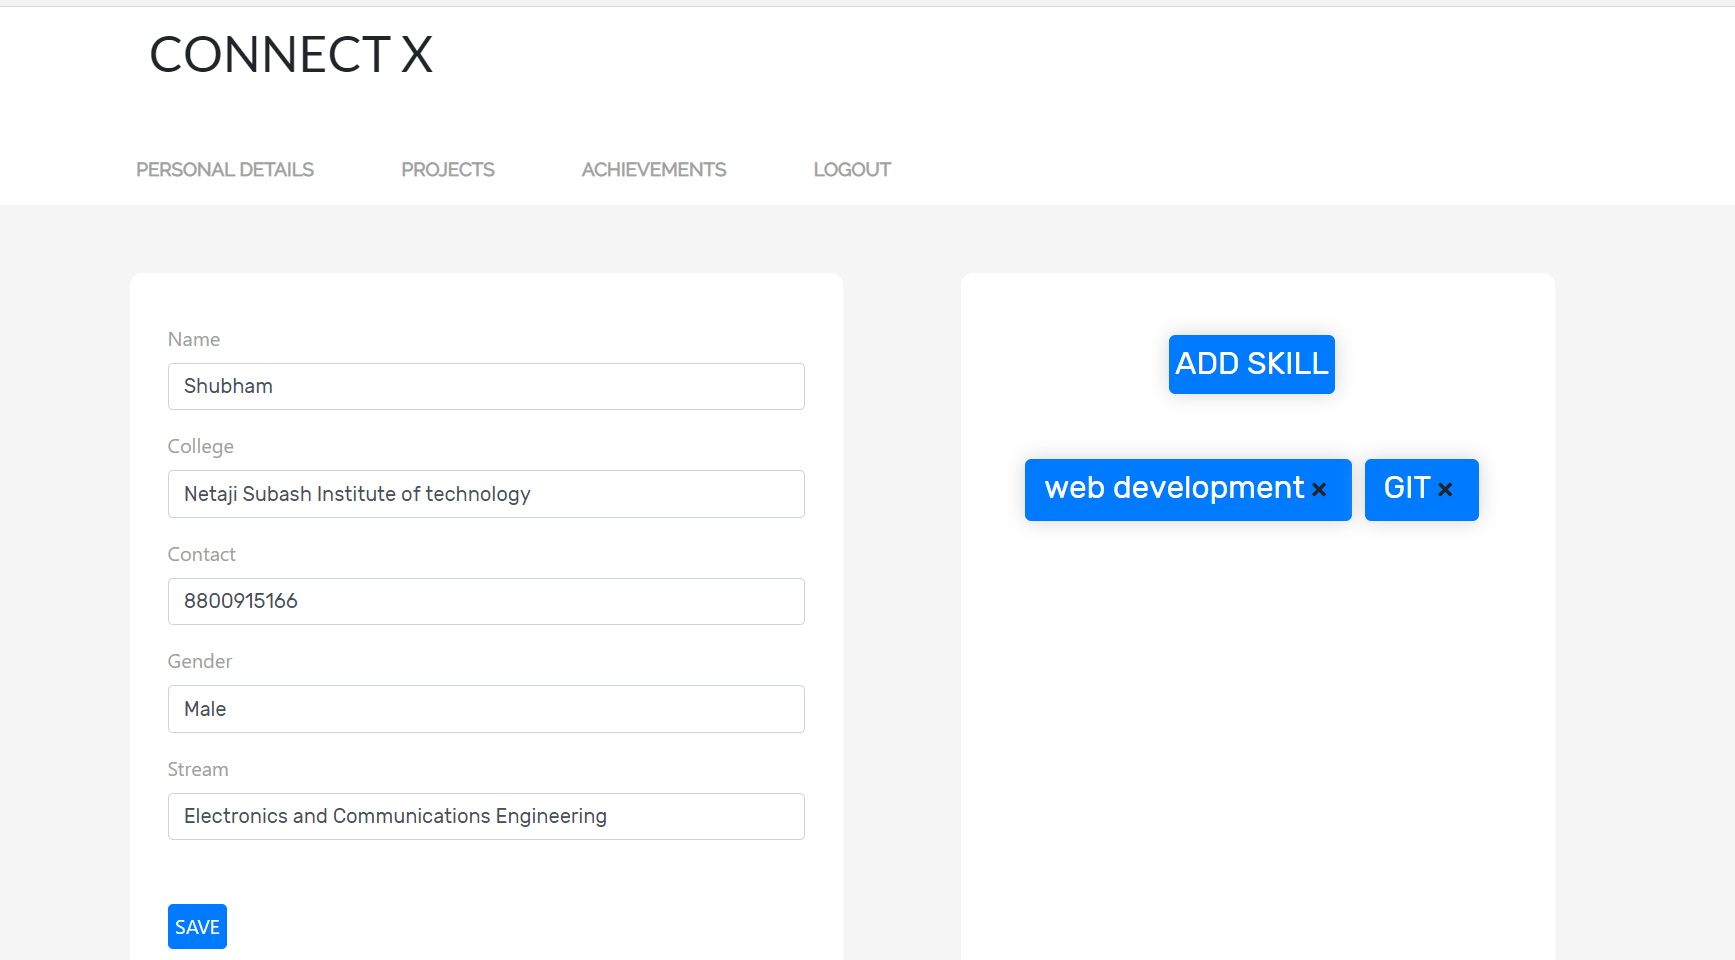 CONNECT X
PERSONAL DETAILS PROJECTS ACHIEVEMENTS LOGOUT
Name
Shubham
College
Netaji Subash Institute of technology
Contact
8800915166
Gender
Male
Stream
Electronics and Communications Engineering
SAVE
ADD SKILL
web development × GIT ×